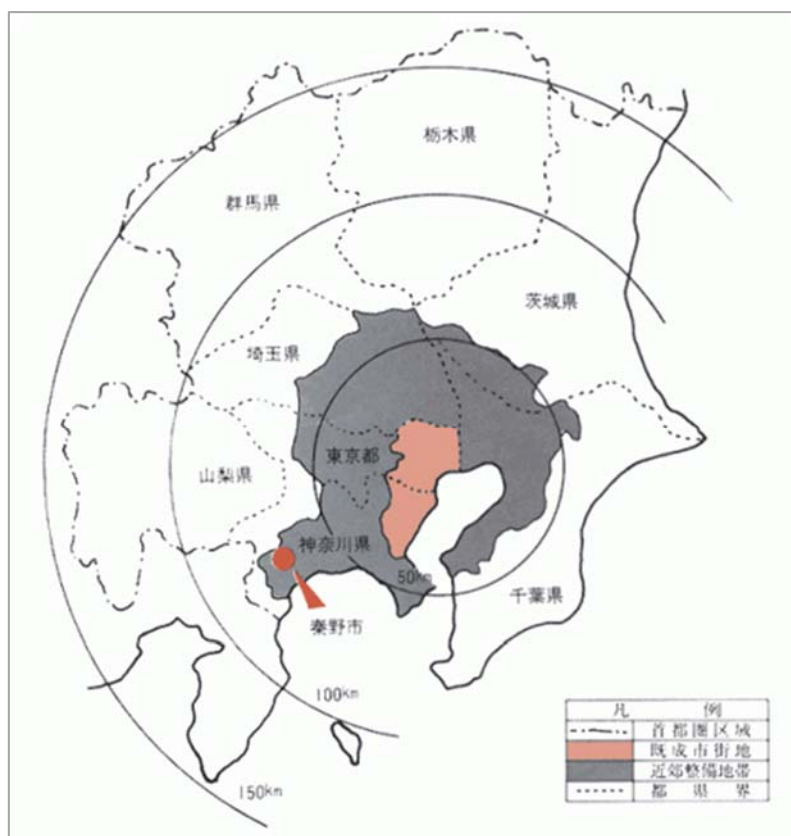 栃木県
群馬県
茨城県
埼玉県
東京都
山梨県
神奈川県
50km
千葉県
秦野市
100km
150km
凡 例
首都圏区域
既成市街地
近郊整備地帯
都県界